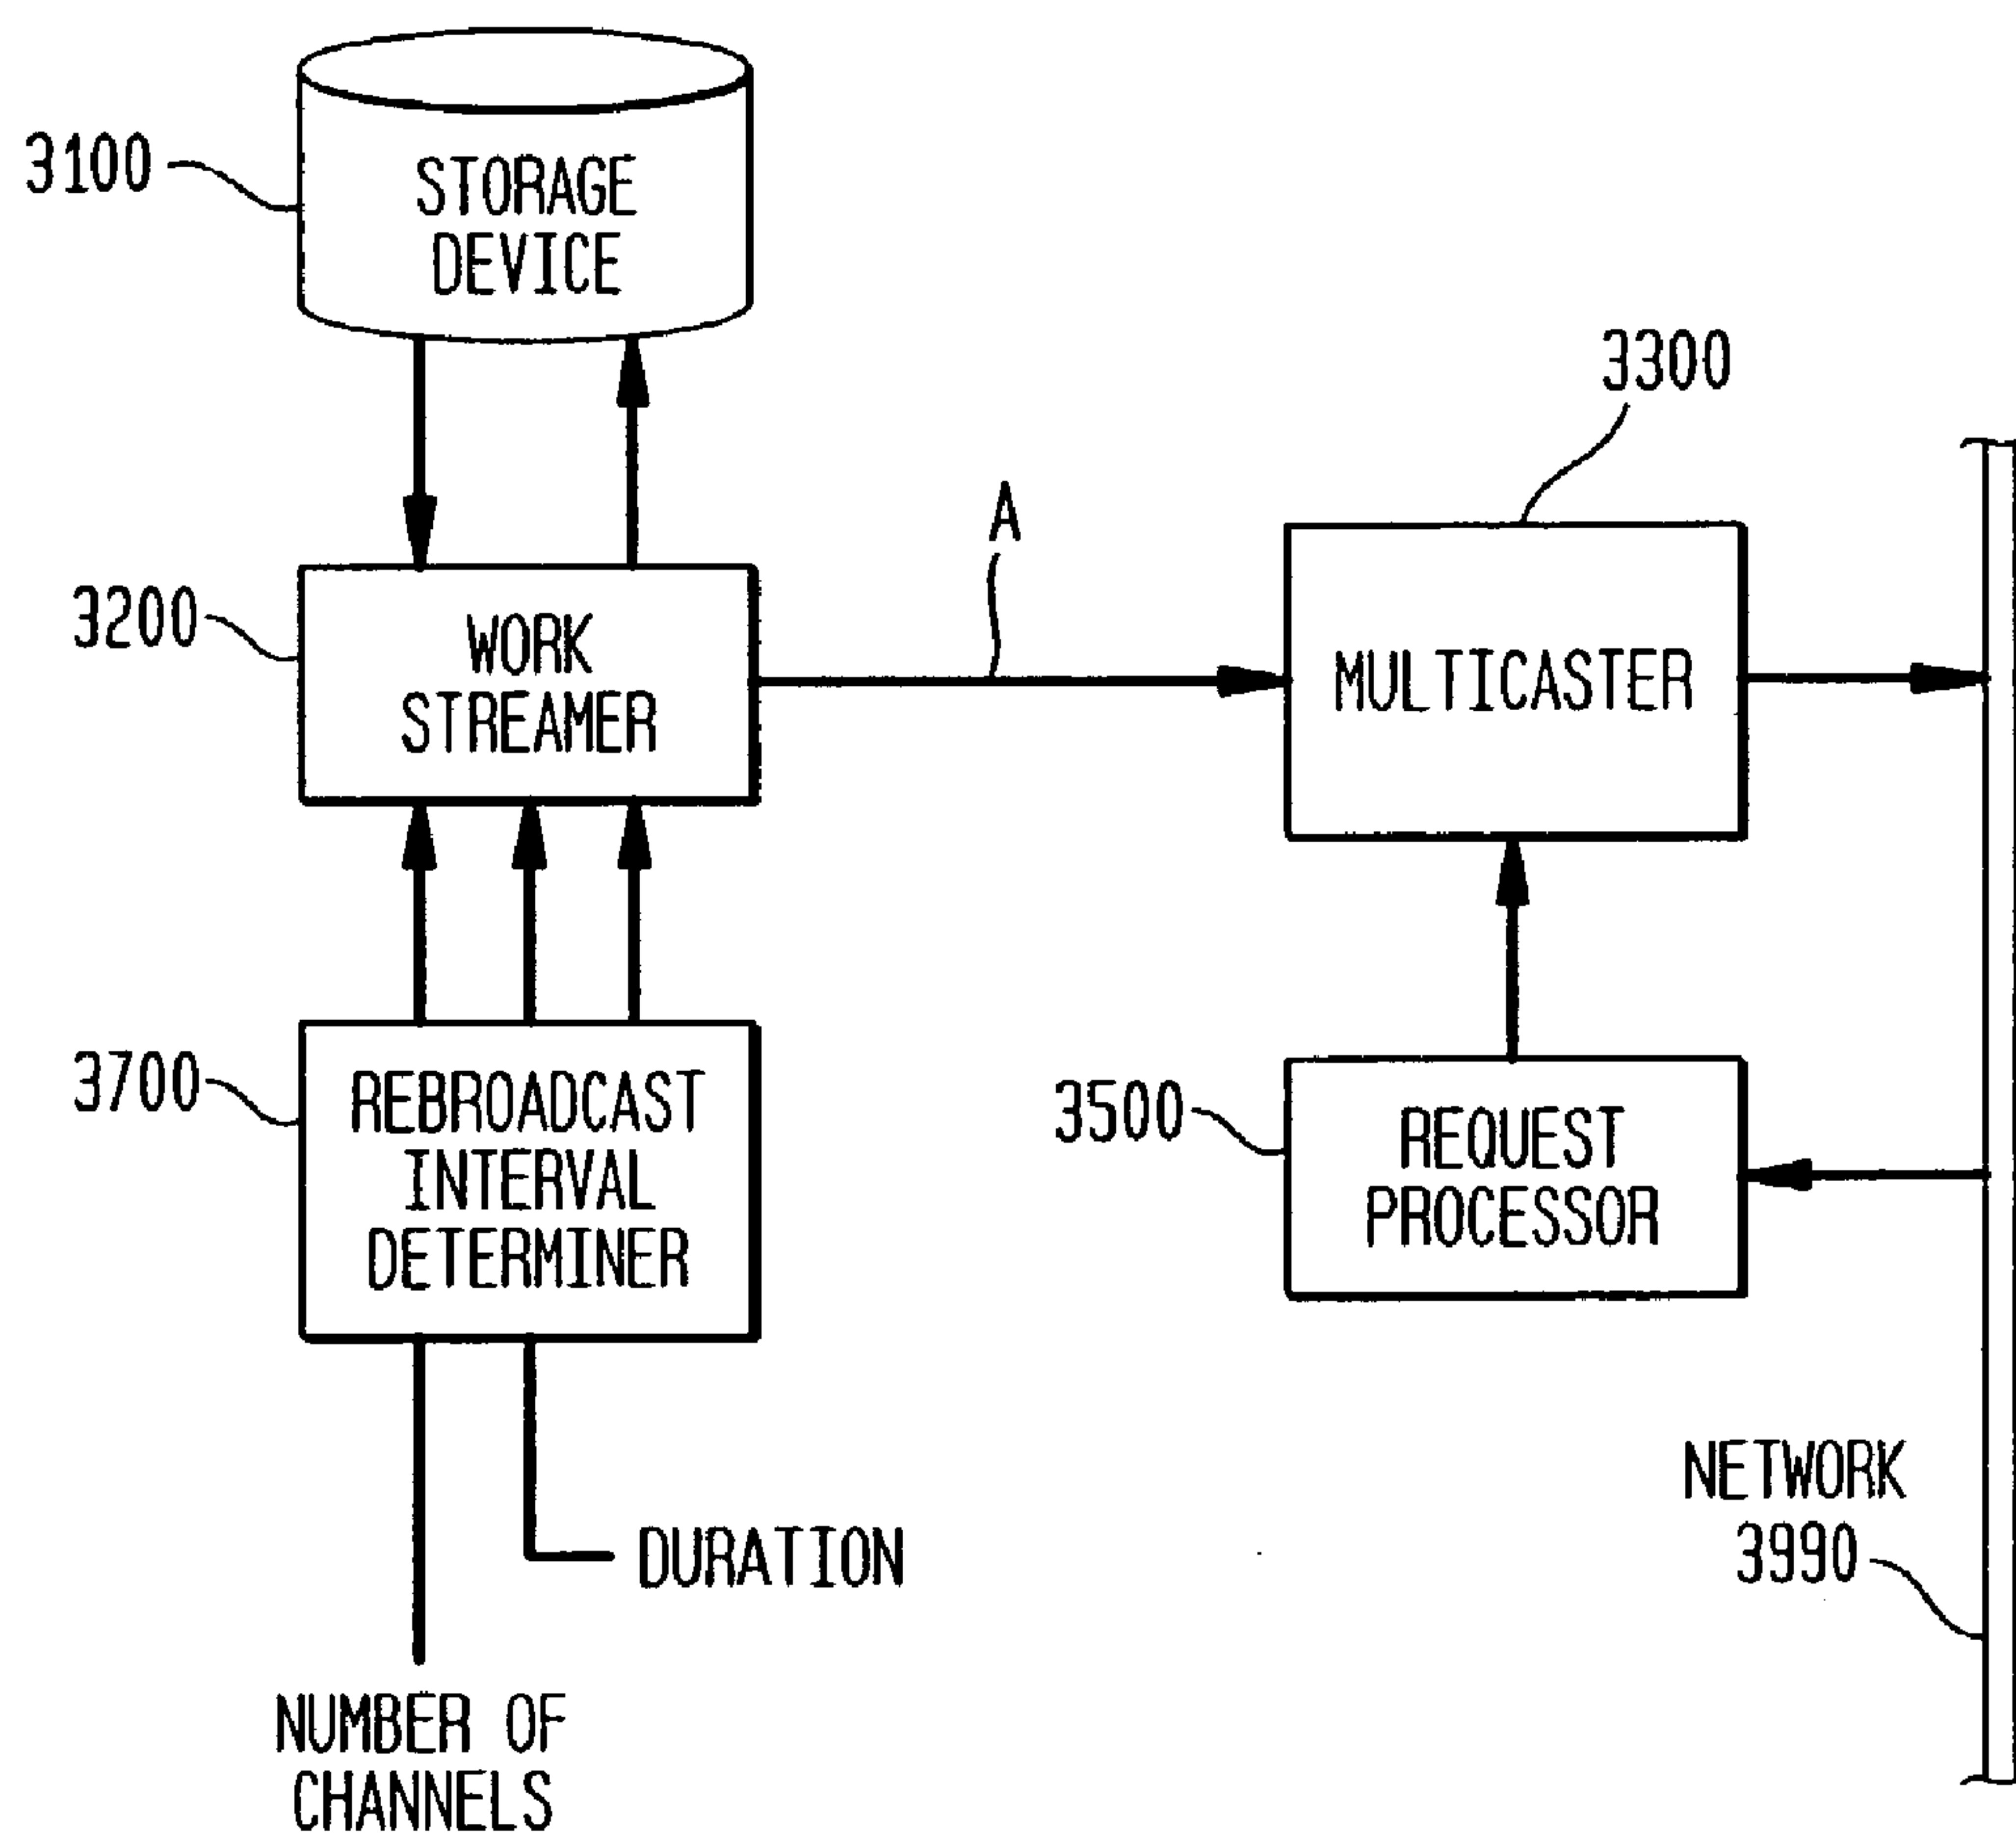 3100
STORAGE
DEVICE
3300
A
3200
WORK
STREAMER
MULTICASTER
3700
REBROADCAST
INTERVAL
DETERMINER
3500
REQUEST
PROCESSOR
NETWORK
3990
DURATION
NUMBER OF
CHANNELS